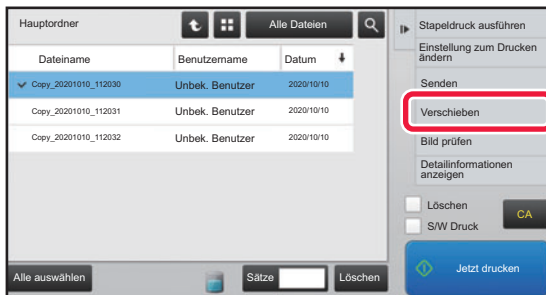 Hauptordner
Alle Dateien
Dateiname Benutzername Datum
Copy_20201010_112030 Unbek. Benutzer 2020/10/10
Copy_20201010_112031 Unbek. Benutzer 2020/10/10
Copy_20201010_112032 Unbek. Benutzer 2020/10/10
Alle auswählen Sätze Löschen
Stapeldruck ausführen
Einstellung zum Drucken
ändern
Senden
Verschieben
Bild prüfen
Detailinformationen
anzeigen
Löschen
S/W Druck
CA
Jetzt drucken